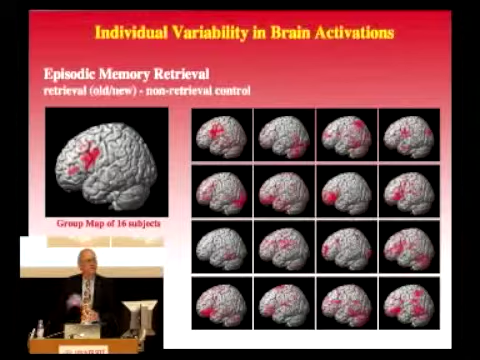 Individual Variability in Brain Activations
Episodic Memory Retrieval
retrieval (old/new) - non-retrieval control
Group Map of 16 subjects